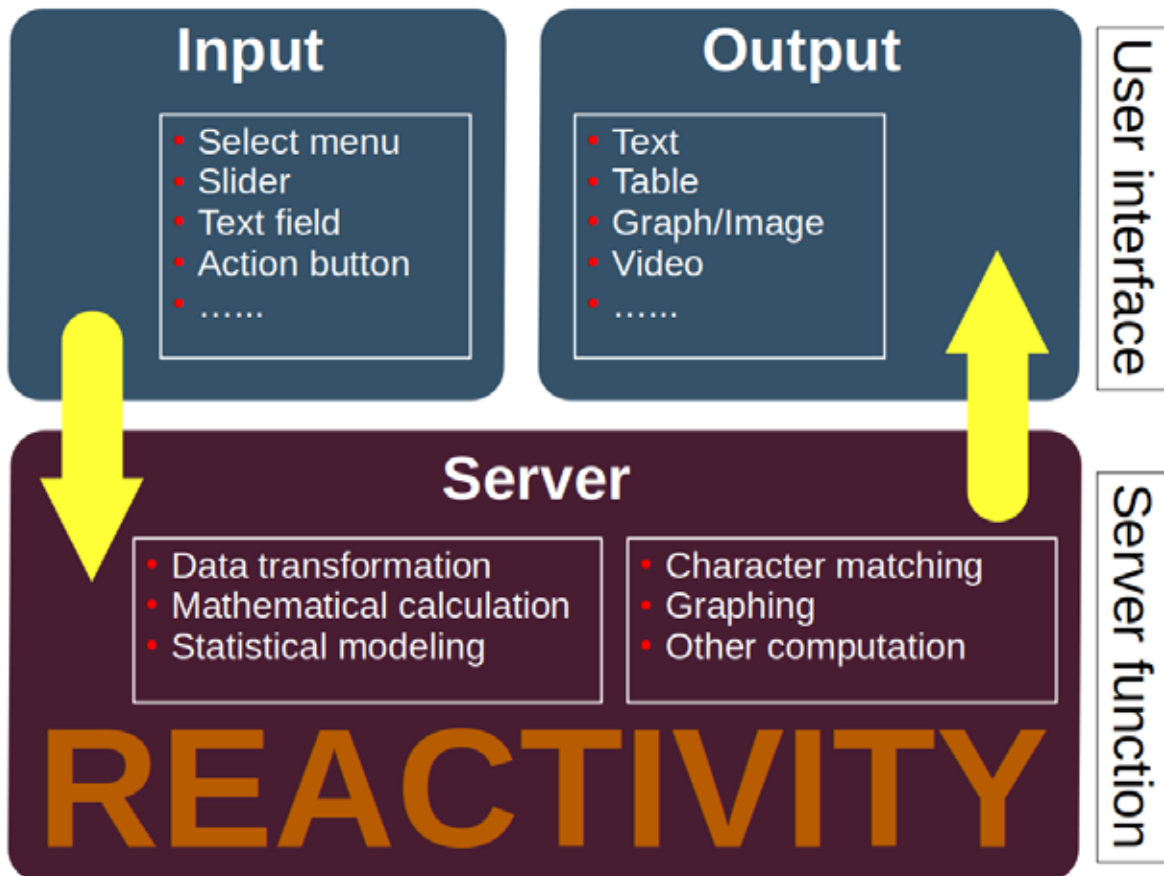 Input
• Select menu
• Slider
• Text field
• Action button
• …...
Output
• Text
• Table
• Graph/Image
• Video
• …...
User interface
Server
• Data transformation
• Mathematical calculation
• Statistical modeling
• Character matching
• Graphing
• Other computation
REACTIVITY
Server function